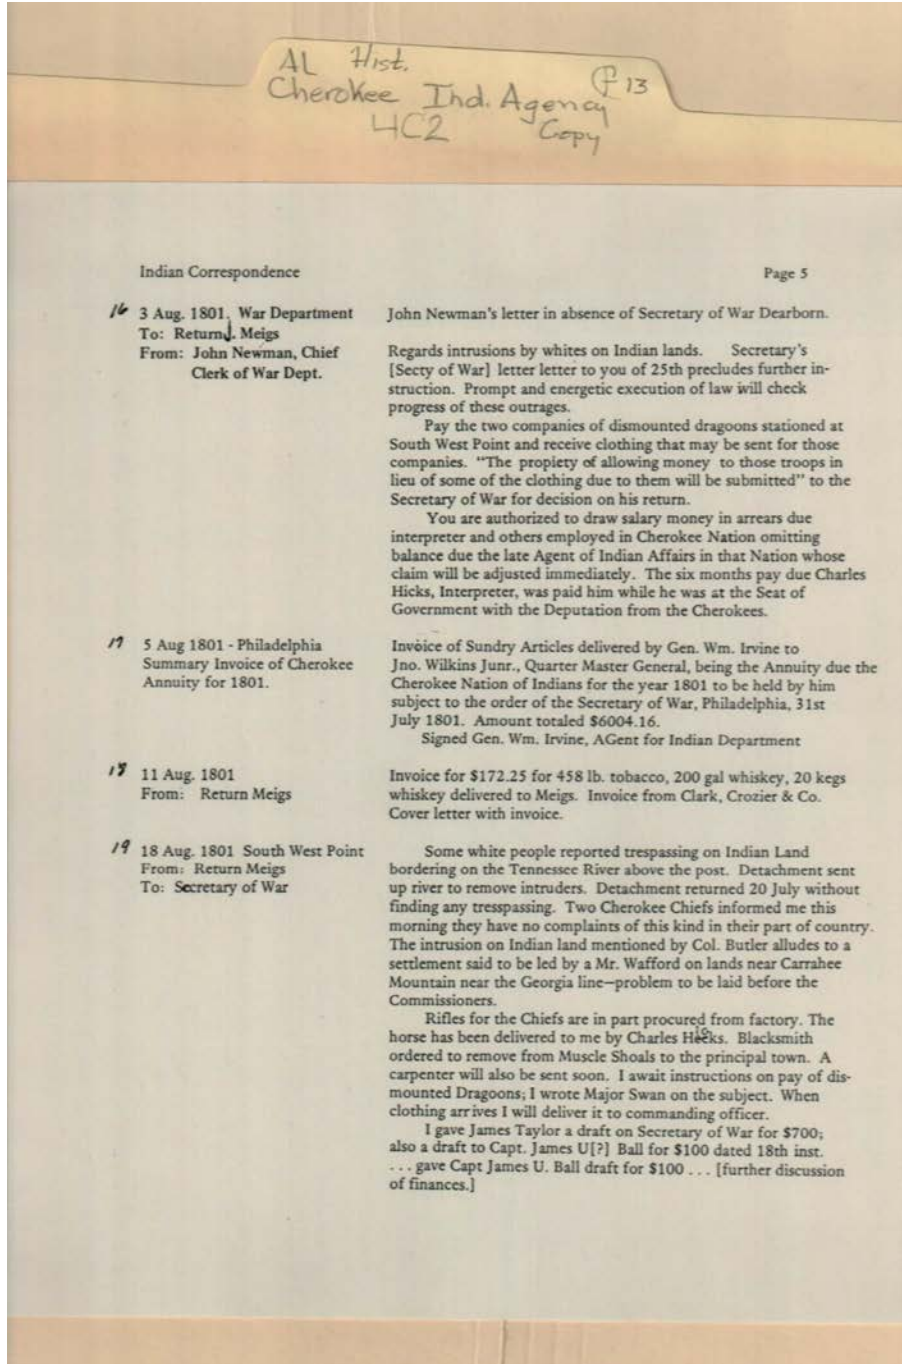 AL Hist.
Cherokee Ind. Agency (F 13
4C2 Copy
Indian Correspondence Page 5
16 3 Aug. 1801. War Department
To: Return J. Meigs
From: John Newman, Chief
Clerk of War Dept.
John Newman's letter in absence of Secretary of War Dearborn.
Regards intrusions by whites on Indian lands. Secretary's
[Secty of War] letter letter to you of 25th precludes further in-
struction. Prompt and energetic execution of law will check
progress of these outrages.
Pay the two companies of dismounted dragoons stationed at
South West Point and receive clothing that may be sent for those
companies. "The propiety of allowing money to those troops in
lieu of some of the clothing due to them will be submitted" to the
Secretary of War for decision on his return.
You are authorized to draw salary money in arrears due
interpreter and others employed in Cherokee Nation omitting
balance due the late Agent of Indian Affairs in that Nation whose
claim will be adjusted immediately. The six months pay due Charles
Hicks, Interpreter, was paid him while he was at the Seat of
Government with the Deputation from the Cherokees.
17 5 Aug 1801 - Philadelphia
Summary Invoice of Cherokee
Annuity for 1801.
Invoice of Sundry Articles delivered by Gen. Wm. Irvine to
Jno. Wilkins Junr., Quarter Master General, being the Annuity due the
Cherokee Nation of Indians for the year 1801 to be held by him
subject to the order of the Secretary of War, Philadelphia, 31st
July 1801. Amount totaled $6004.16.
Signed Gen. Wm. Irvine, AGent for Indian Department
18 11 Aug. 1801
From: Return Meigs
Invoice for $172.25 for 458 lb. tobacco, 200 gal whiskey, 20 kegs
whiskey delivered to Meigs. Invoice from Clark, Crozier & Co.
Cover letter with invoice.
19 18 Aug. 1801 South West Point
From: Return Meigs
To: Secretary of War
Some white people reported trespassing on Indian Land
bordering on the Tennessee River above the post. Detachment sent
up river to remove intruders. Detachment returned 20 July without
finding any tresspassing. Two Cherokee Chiefs informed me this
morning they have no complaints of this kind in their part of country.
The intrusion on Indian land mentioned by Col. Butler alludes to a
settlement said to be led by a Mr. Wafford on lands near Carrahee
Mountain near the Georgia line—problem to be laid before the
Commissioners.
Rifles for the Chiefs are in part procured from factory. The
horse has been delivered to me by Charles Hicks. Blacksmith
ordered to remove from Muscle Shoals to the principal town. A
carpenter will also be sent soon. I await instructions on pay of dis-
mounted Dragoons; I wrote Major Swan on the subject. When
clothing arrives I will deliver it to commanding officer.
I gave James Taylor a draft on Secretary of War for $700;
also a draft to Capt. James U[?] Ball for $100 dated 18th inst.
. . . gave Capt James U. Ball draft for $100 . . . [further discussion
of finances.]